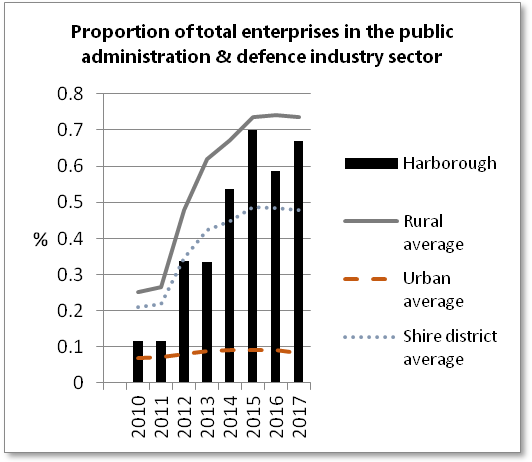 Proportion of total enterprises in the public
administration & defence industry sector
0.8
0.7
0.6
0.5
0.4
0.3
0.2
0.1
0
%
2010
2011
2012
2013
2014
2015
2016
2017
Harborough
Rural
average
Urban
average
Shire district
average